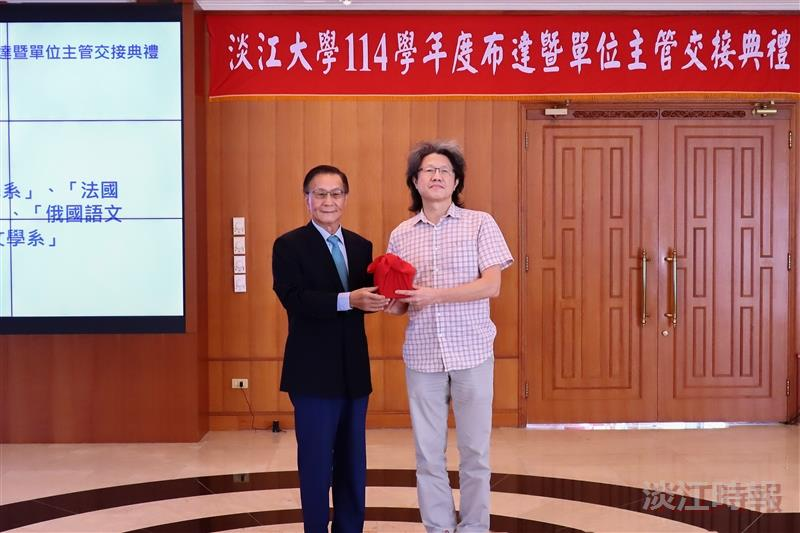 淡江大學114學年度布達暨單位主管交接典禮
達暨單位主管交接典禮
系」、「法國
、「俄國語文
學系」
淡江時報